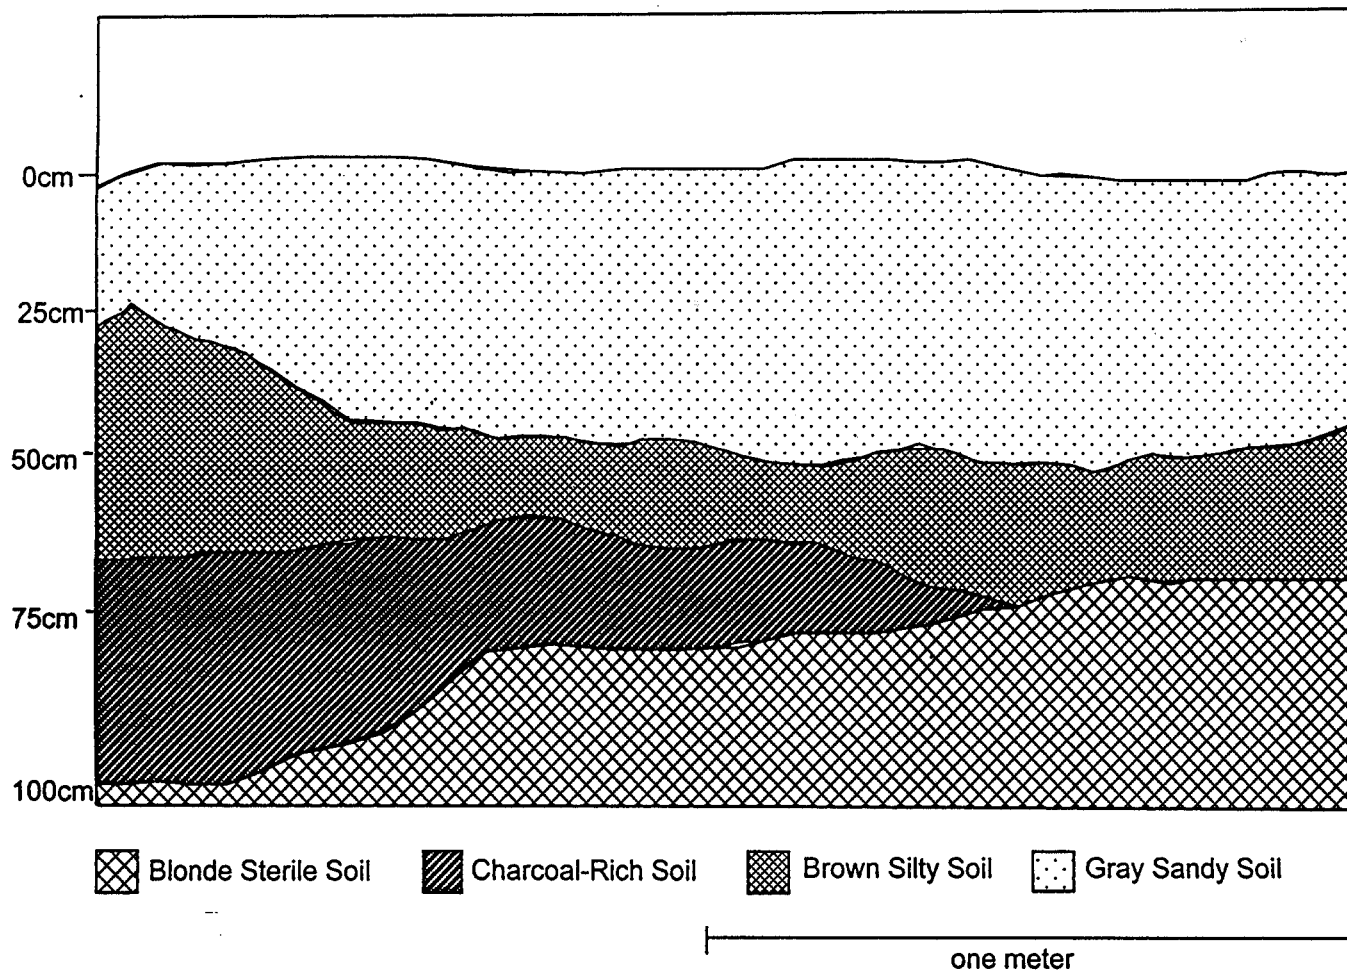 0cm
25cm
50cm
75cm
100cm
Blonde Sterile Soil Charcoal-Rich Soil Brown Silty Soil Gray Sandy Soil
one meter